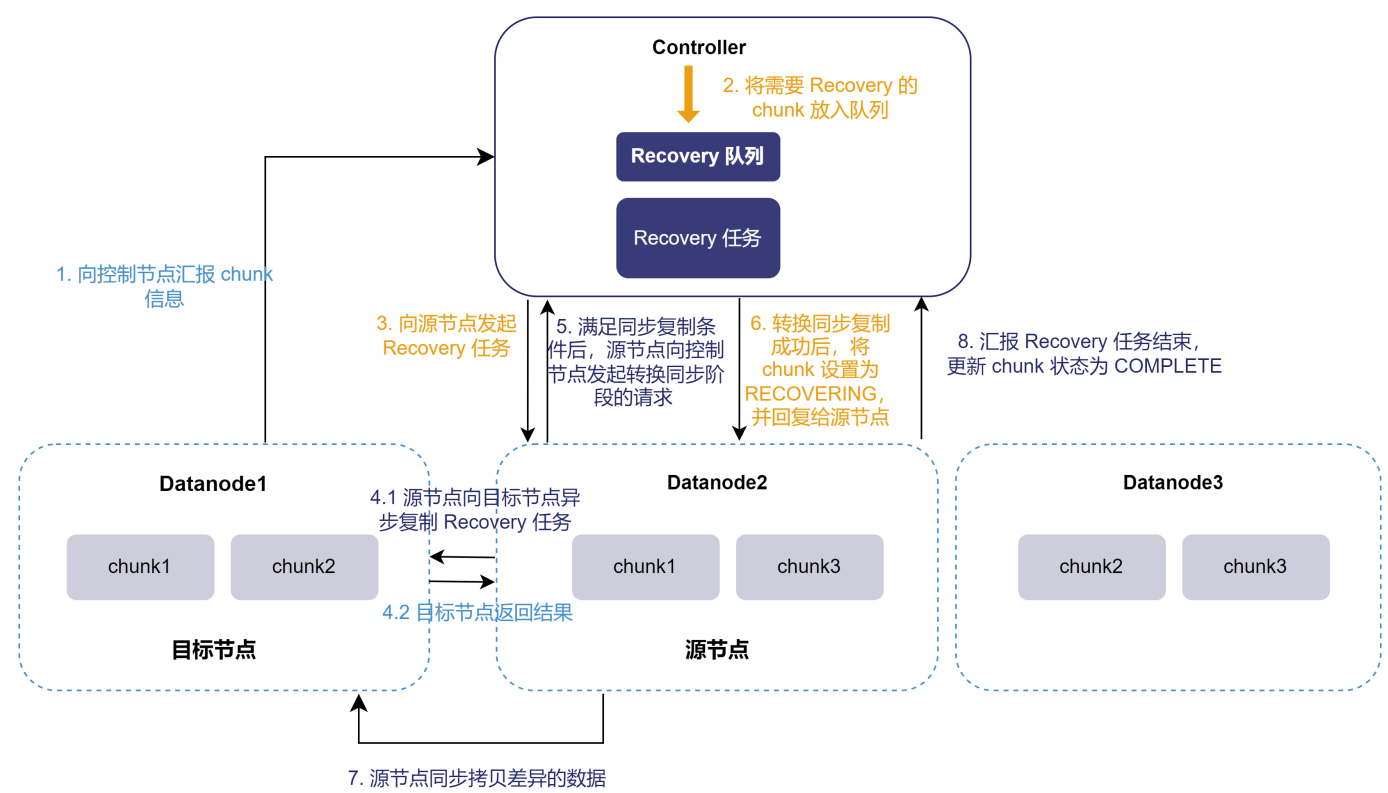 Controller
2. 将需要 Recovery 的
chunk 放入队列
Recovery 队列
Recovery 任务
1. 向控制节点汇报 chunk
信息
3. 向源节点发起
Recovery 任务
5. 满足同步复制条
件后，源节点向控制
节点发起转换同步阶
段的请求
6. 转换同步复制
成功后，将
chunk 设置为
RECOVERING，
并回复给源节点
8. 汇报 Recovery 任务结束，
更新 chunk 状态为 COMPLETE
Datanode1
chunk1
chunk2
目标节点
4.1 源节点向目标节点异
步复制 Recovery 任务
4.2 目标节点返回结果
Datanode2
chunk1
chunk3
源节点
Datanode3
chunk2
chunk3
7. 源节点同步拷贝差异的数据